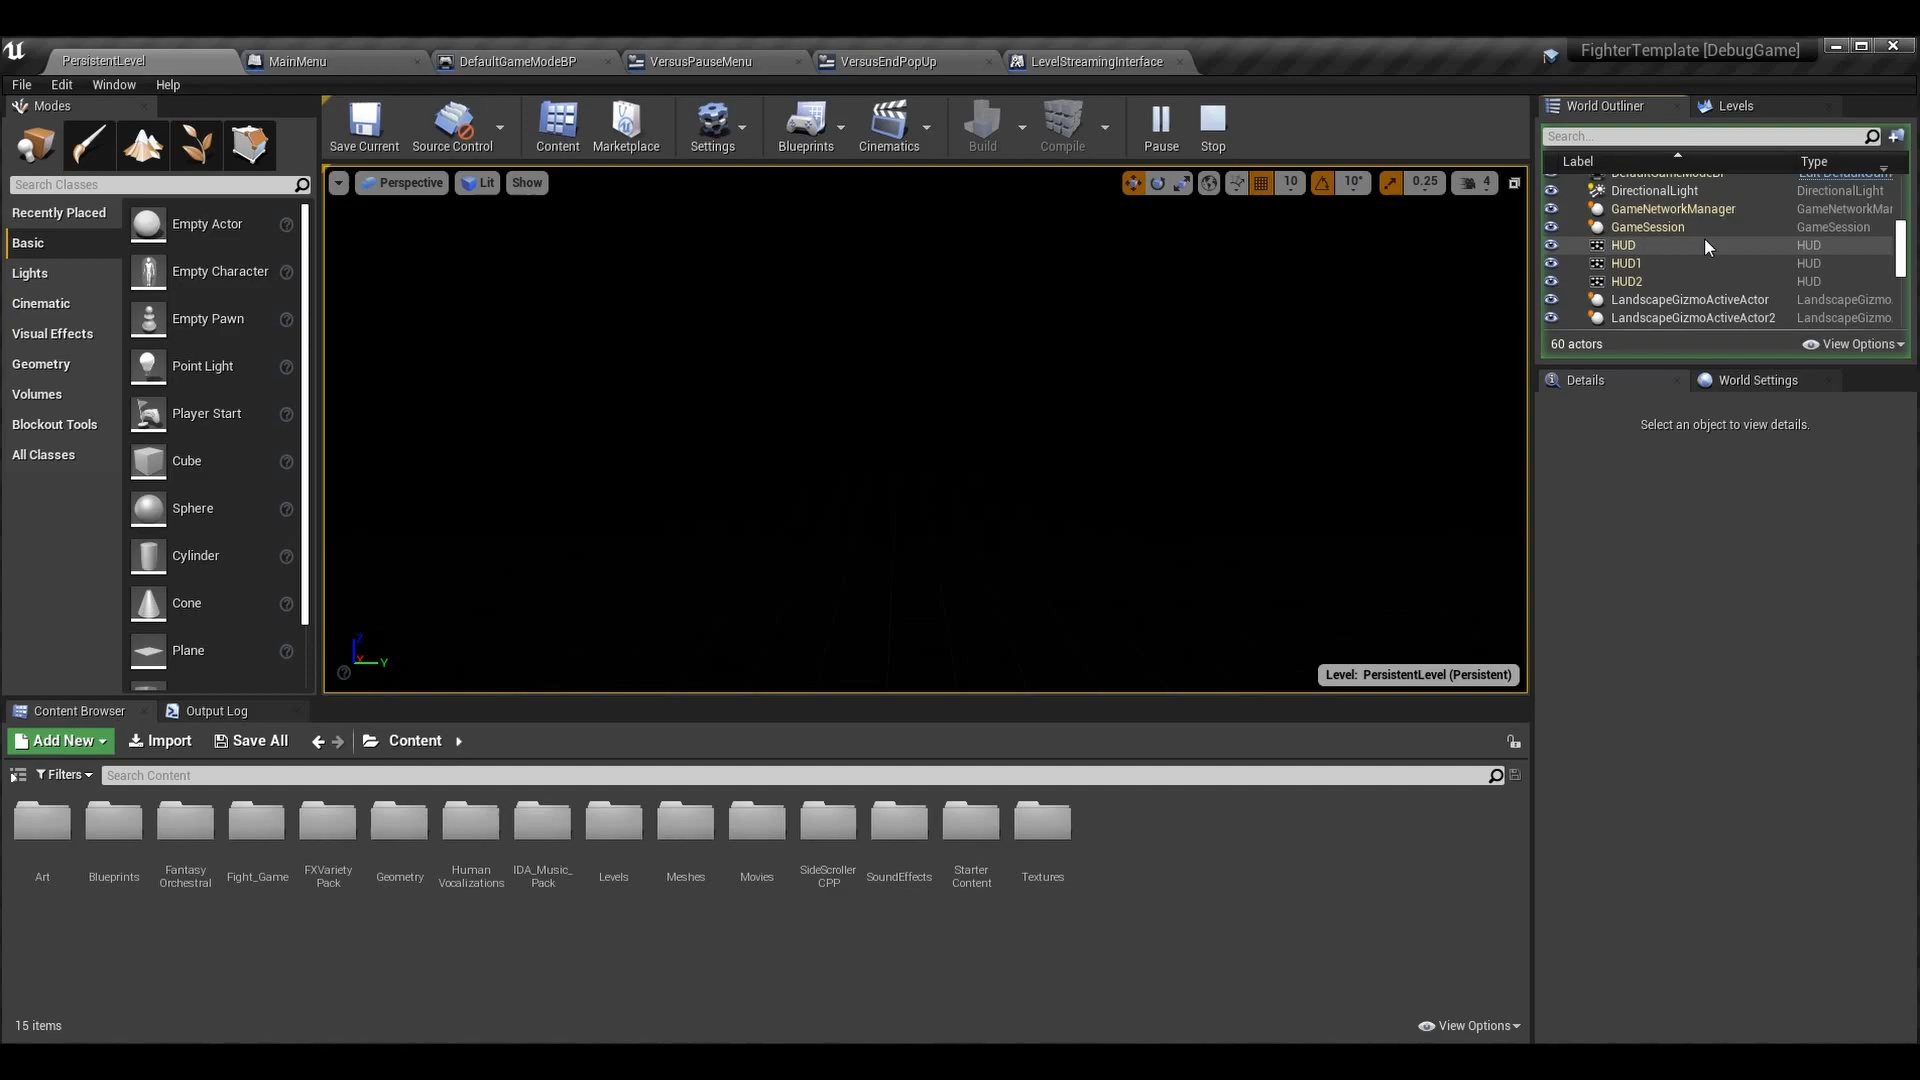 PersistentLevel
MainMenu
DefaultGameModeBP
VersusPauseMenu
VersusEndPopUp
LevelStreamingInterface
FighterTemplate [DebugGame]
File Edit Window Help
Modes
Search Classes
Recently Placed
Basic
Lights
Cinematic
Visual Effects
Geometry
Volumes
Blockout Tools
All Classes
Empty Actor
Empty Character
Empty Pawn
Point Light
Player Start
Cube
Sphere
Cylinder
Cone
Plane
Save Current
Source Control
Content
Marketplace
Settings
Blueprints
Cinematics
Build
Compile
Pause
Stop
Perspective
Lit
Show
10
10°
0.25
4
Z
Y
Level: PersistentLevel (Persistent)
World Outliner
Levels
Search...
Label Type
DirectionalLight DirectionalLight
GameNetworkManager GameNetworkMar
GameSession GameSession
HUD HUD
HUD1 HUD
HUD2 HUD
LandscapeGizmoActiveActor LandscapeGizmo.
LandscapeGizmoActiveActor2 LandscapeGizmo.
60 actors
View Options
Details
World Settings
Select an object to view details.
Content Browser
Output Log
Add New
Import
Save All
Content
Filters
Search Content
Art
Blueprints
Fantasy
Orchestral
Fight_Game
FXVariety
Pack
Geometry
Human
Vocalizations
IDA_Music_
Pack
Levels
Meshes
Movies
SideScroller
CPP
SoundEffects
Starter
Content
Textures
15 items
View Options